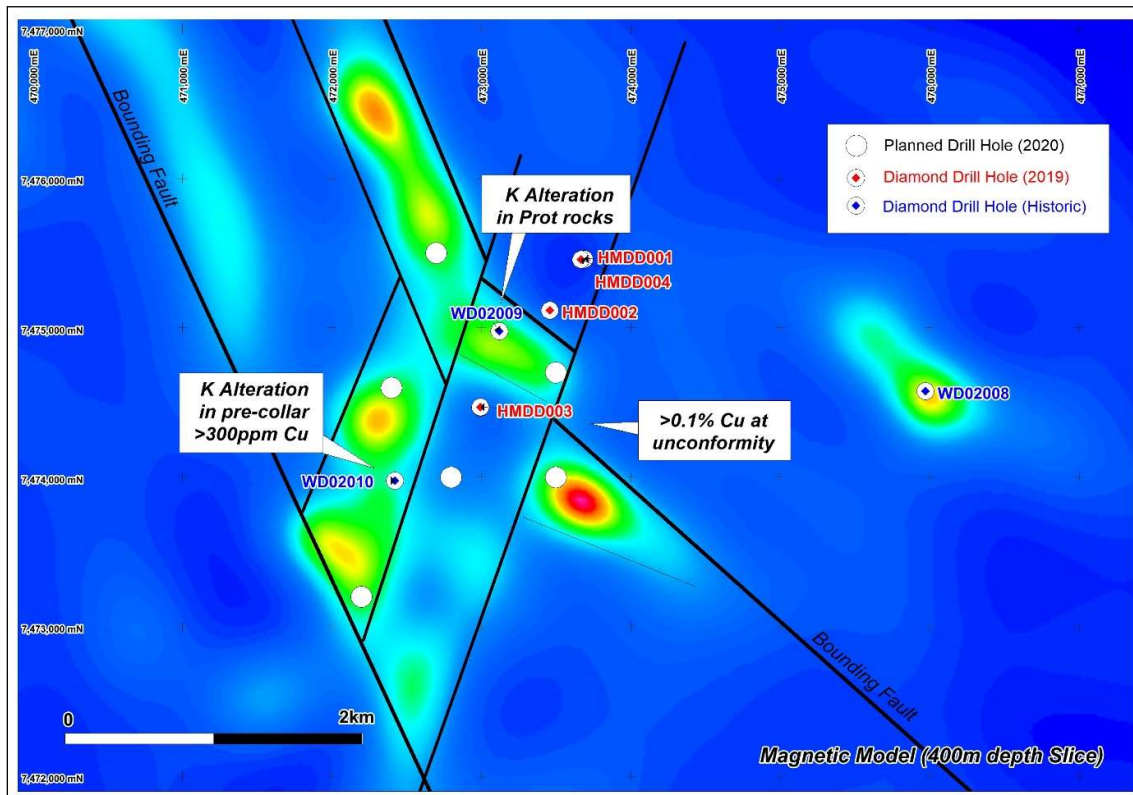 7,477,000 mN
470,000 mE
471,000 mE
472,000 mE
473,000 mE
474,000 mE
475,000 mE
476,000 mE
477,000 mE
Bounding Fault
Planned Drill Hole (2020)
Diamond Drill Hole (2019)
Diamond Drill Hole (Historic)
7,476,000 mN
K Alteration
in Prot rocks
HMDD001
HMDD004
WD02009
HMDD002
7,475,000 mN
K Alteration
in pre-collar
>300ppm Cu
HMDD003
>0.1% Cu at
unconformity
WD02008
7,474,000 mN
WD02010
7,473,000 mN
Bounding Fault
0
2km
Magnetic Model (400m depth Slice)
7,472,000 mN